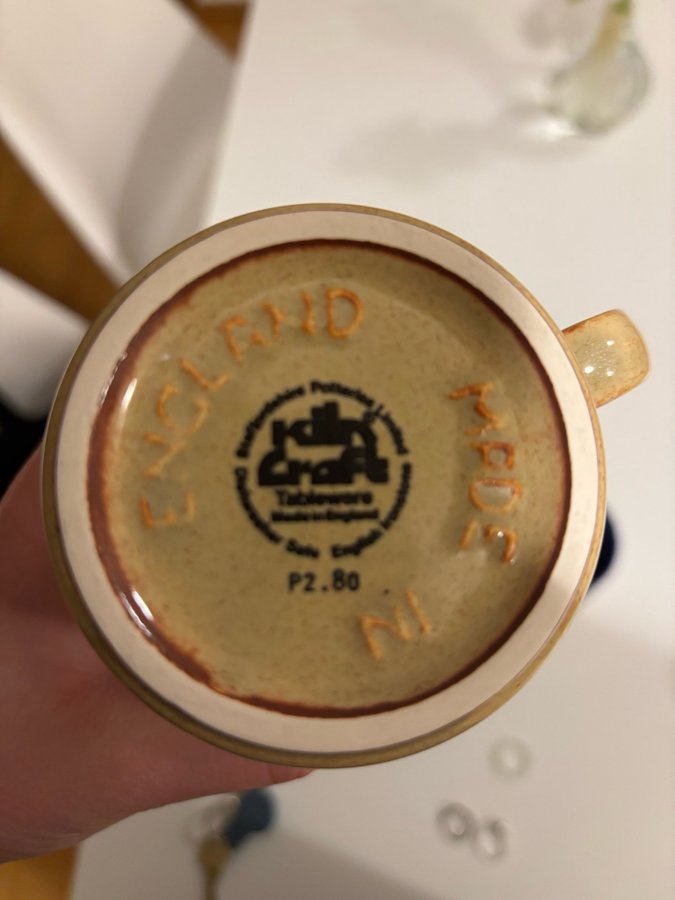 Staffordshire Potteries Limited
kiln
Craft
Tableware
Made in England
Dishwasher Safe English Ironstone
P2.80
MADE
IN
ENGLAND